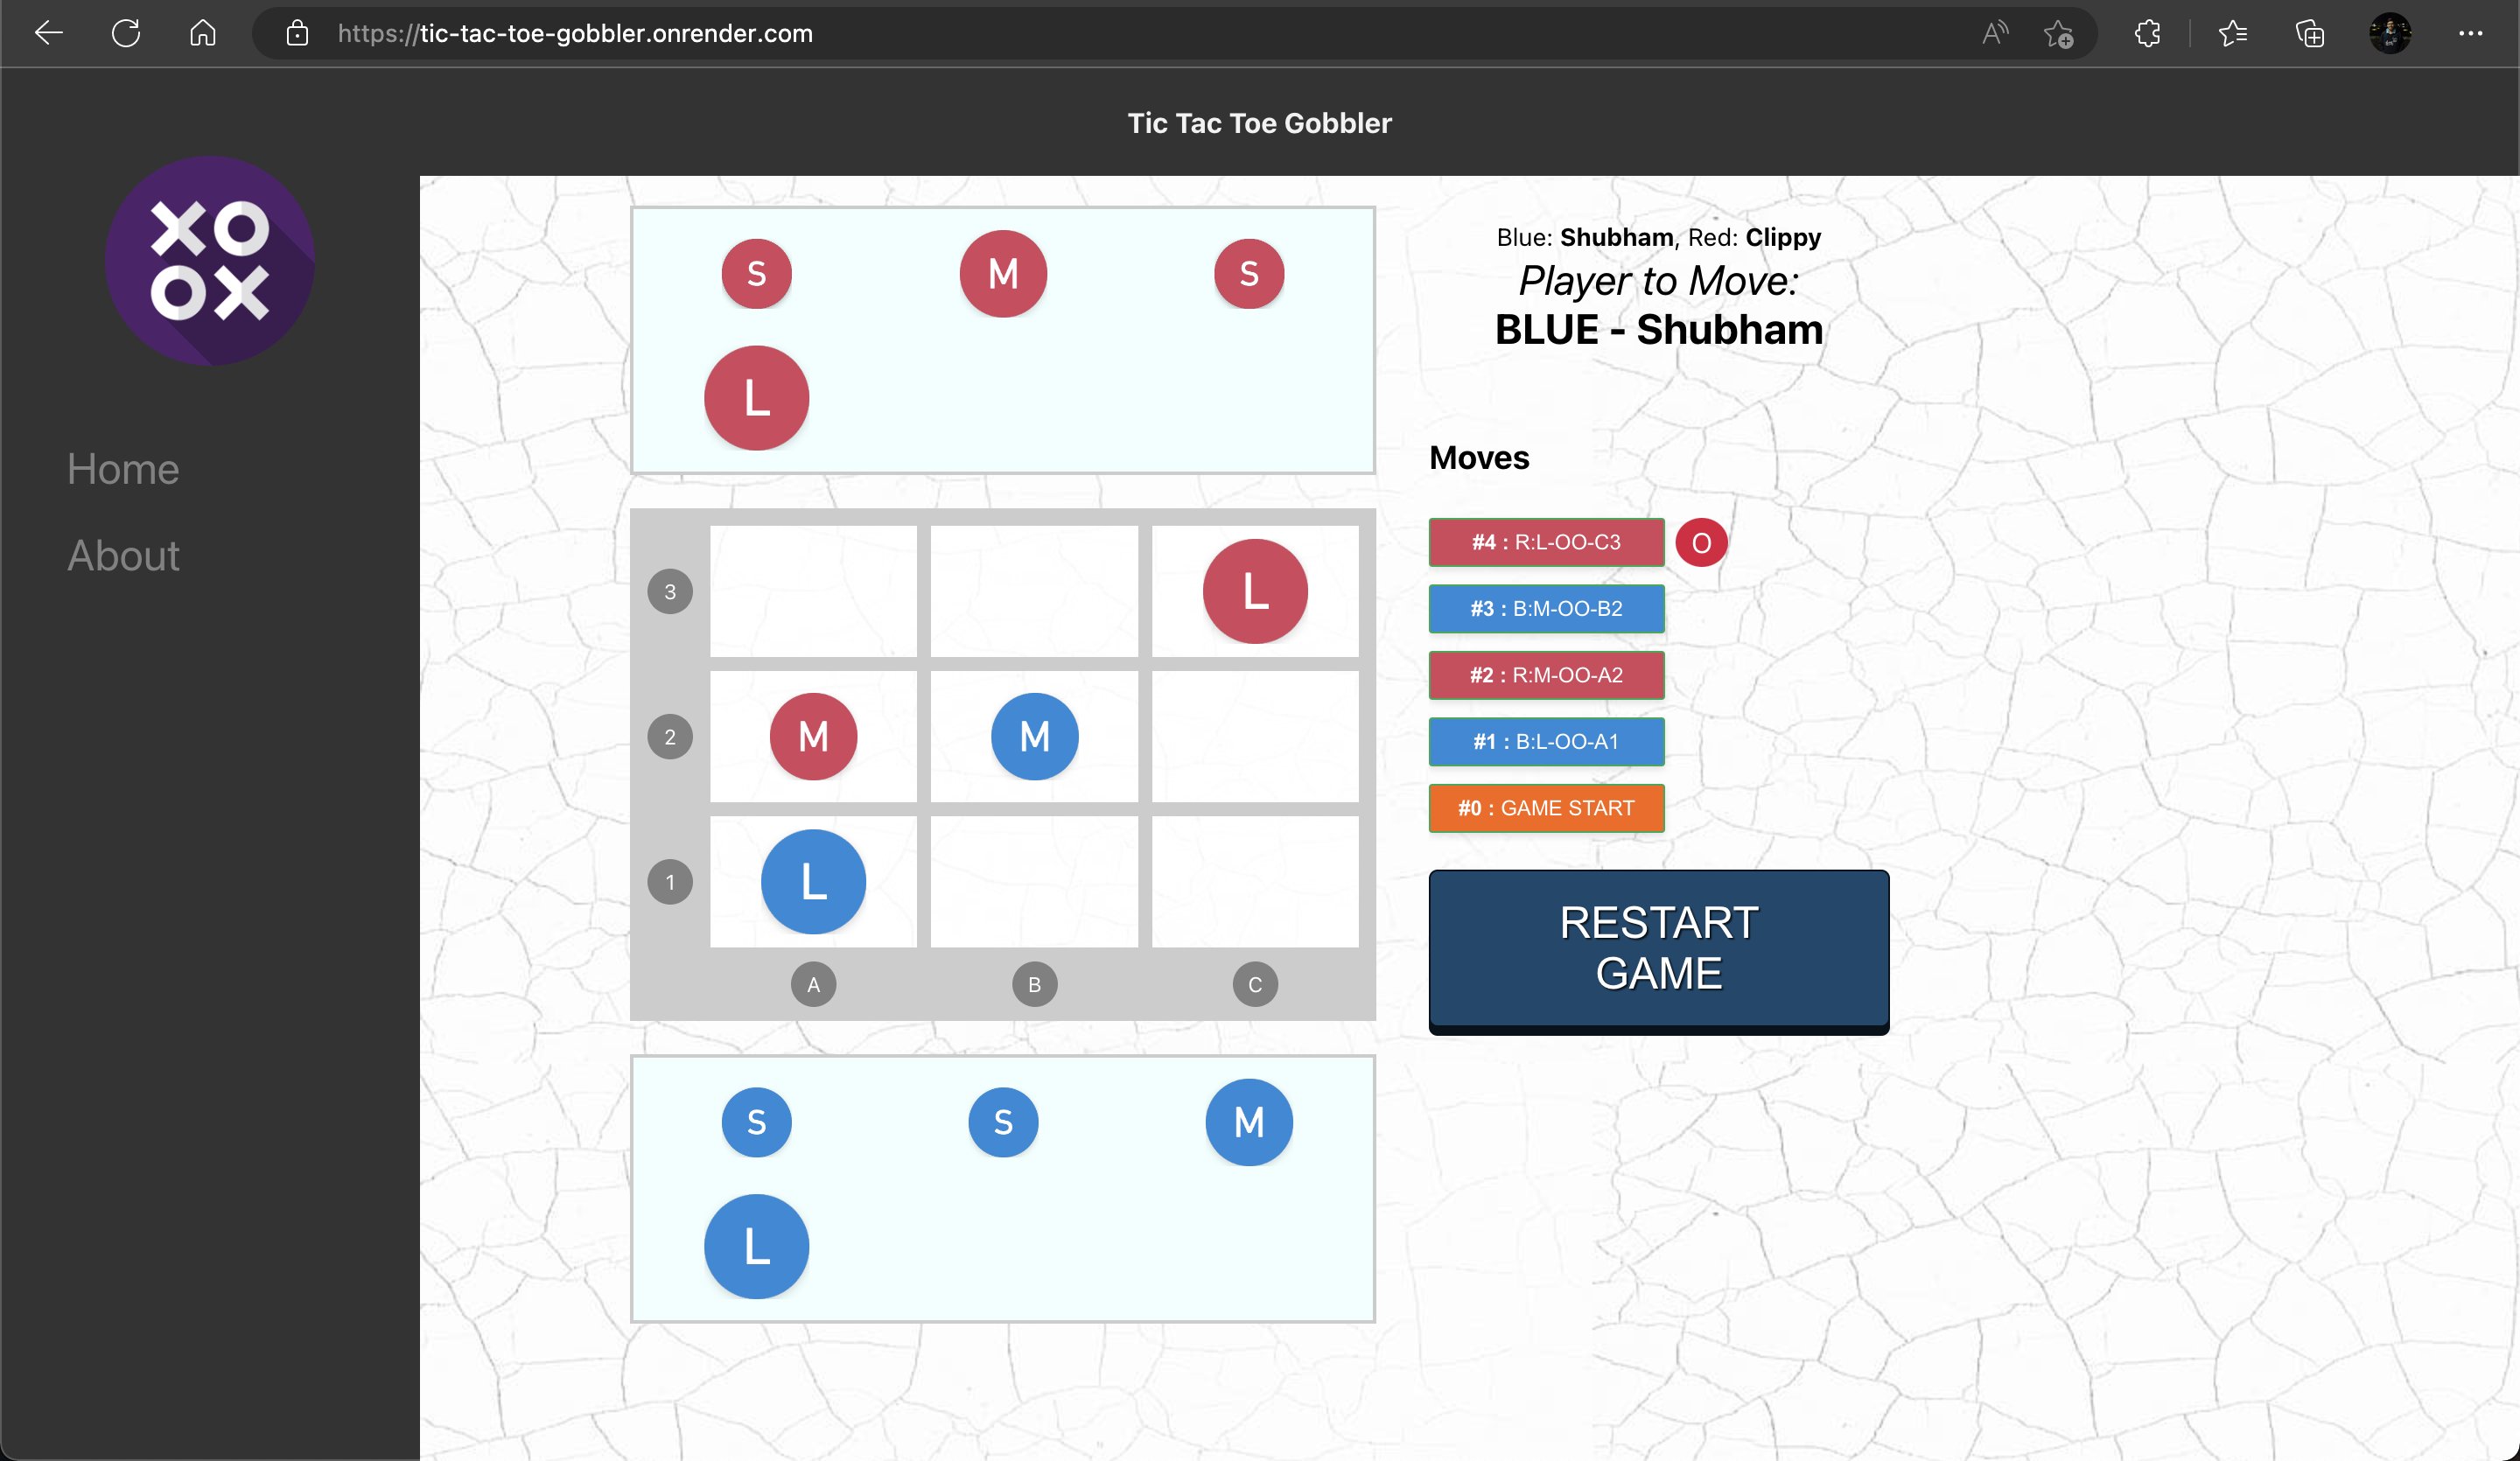 https://tic-tac-toe-gobbler.onrender.com
Tic Tac Toe Gobbler
XO
OX
Home
About
S M S
L
3 L
2 M M
1 L
A B C
S S M
L
Blue: Shubham, Red: Clippy
Player to Move:
BLUE - Shubham
Moves
#4 : R:L-OO-C3 O
#3 : B:M-OO-B2
#2 : R:M-OO-A2
#1 : B:L-OO-A1
#0 : GAME START
RESTART
GAME